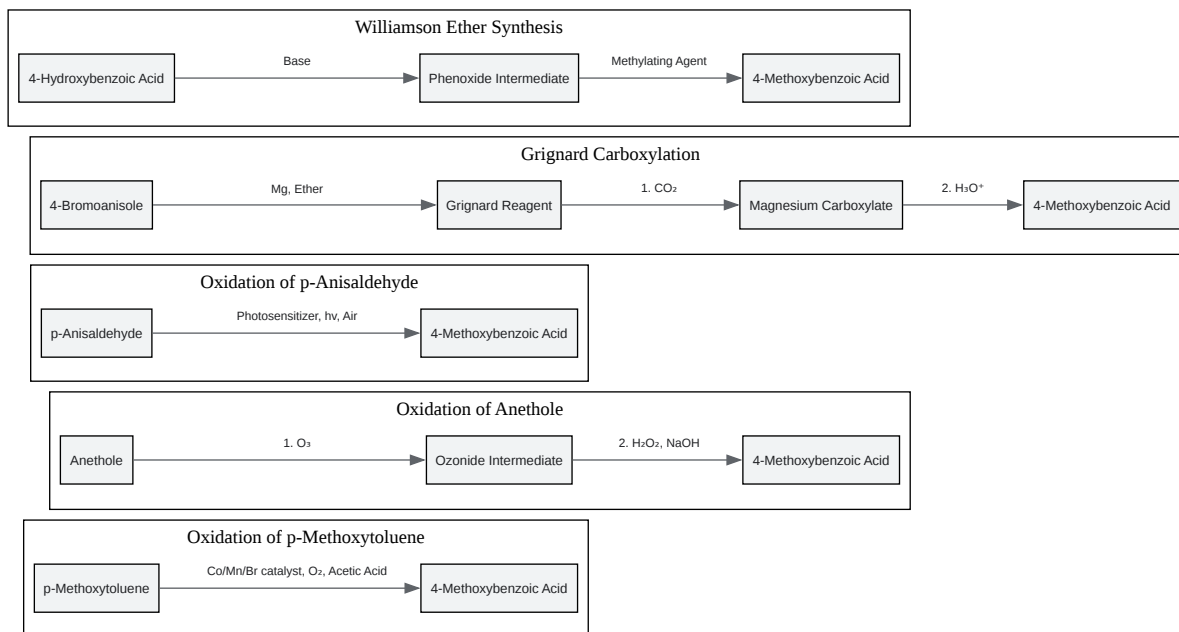 Williamson Ether Synthesis
4-Hydroxybenzoic Acid
Base
Phenoxide Intermediate
Methylating Agent
4-Methoxybenzoic Acid
Grignard Carboxylation
4-Bromoanisole
Mg, Ether
Grignard Reagent
1. CO₂
Magnesium Carboxylate
2. H₃O⁺
4-Methoxybenzoic Acid
Oxidation of p-Anisaldehyde
p-Anisaldehyde
Photosensitizer, hv, Air
4-Methoxybenzoic Acid
Oxidation of Anethole
Anethole
1. O₃
Ozonide Intermediate
2. H₂O₂, NaOH
4-Methoxybenzoic Acid
Oxidation of p-Methoxytoluene
p-Methoxytoluene
Co/Mn/Br catalyst, O₂, Acetic Acid
4-Methoxybenzoic Acid